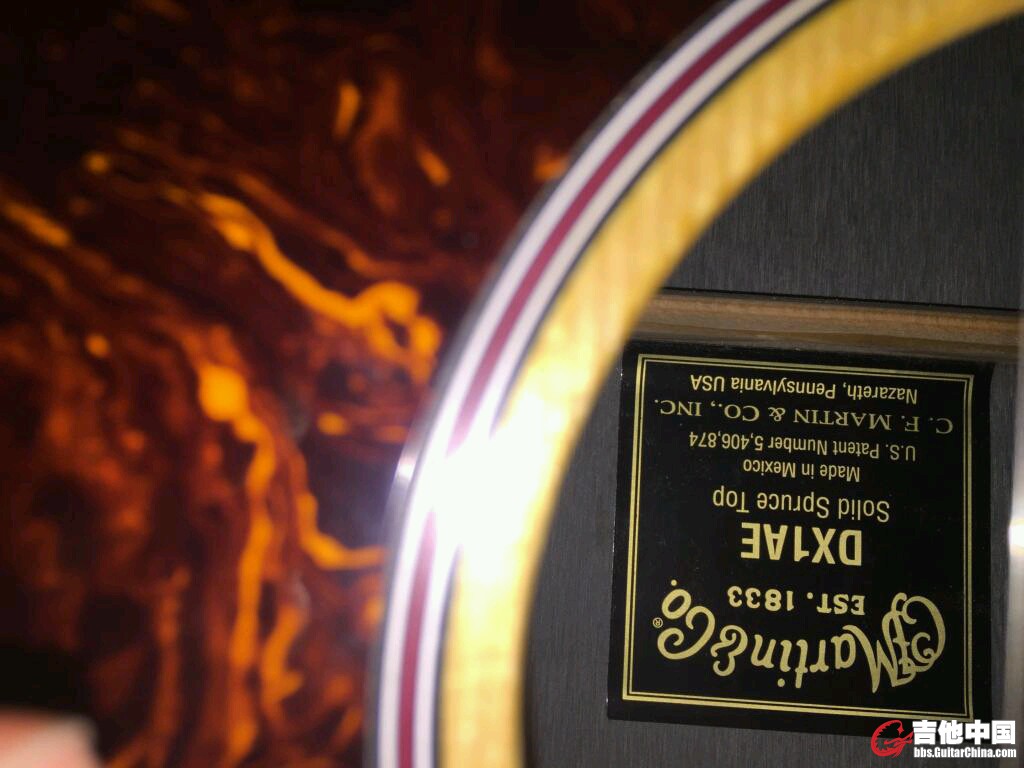 CFMartin & Co.®
EST. 1833
DX1AE
Solid Spruce Top
Made in Mexico
U.S. Patent Number 5,406,874
C. F. MARTIN & CO., INC.
Nazareth, Pennsylvania USA
吉他中国
bbs.GuitarChina.com